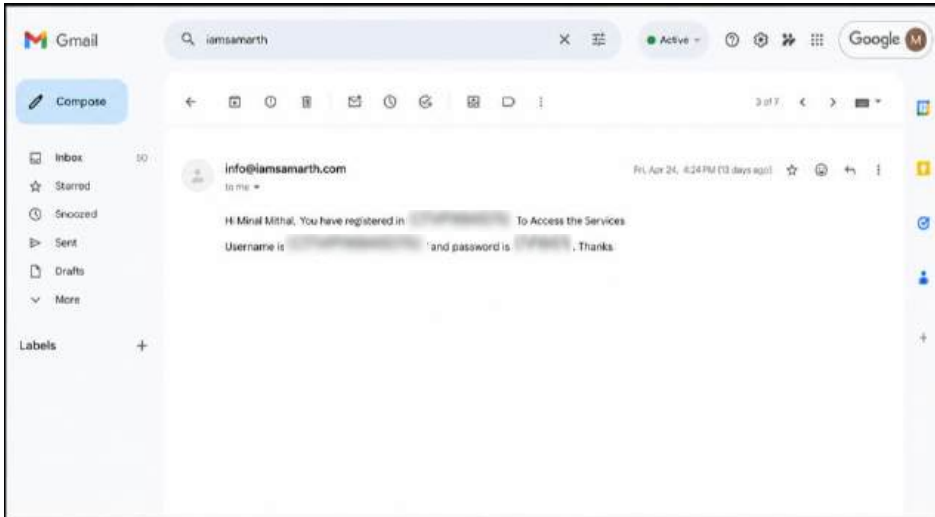 Gmail
iamsamarth
Active
Google M
Compose
3 of 7
Inbox 50
Starred
Snoozed
Sent
Drafts
More
Labels
info@iamsamarth.com
Fri, Apr 24, 4:24 PM (13 days ago)
to me
Hi Minal Mithal, You have registered in To Access the Services
Username is ' and password is , Thanks